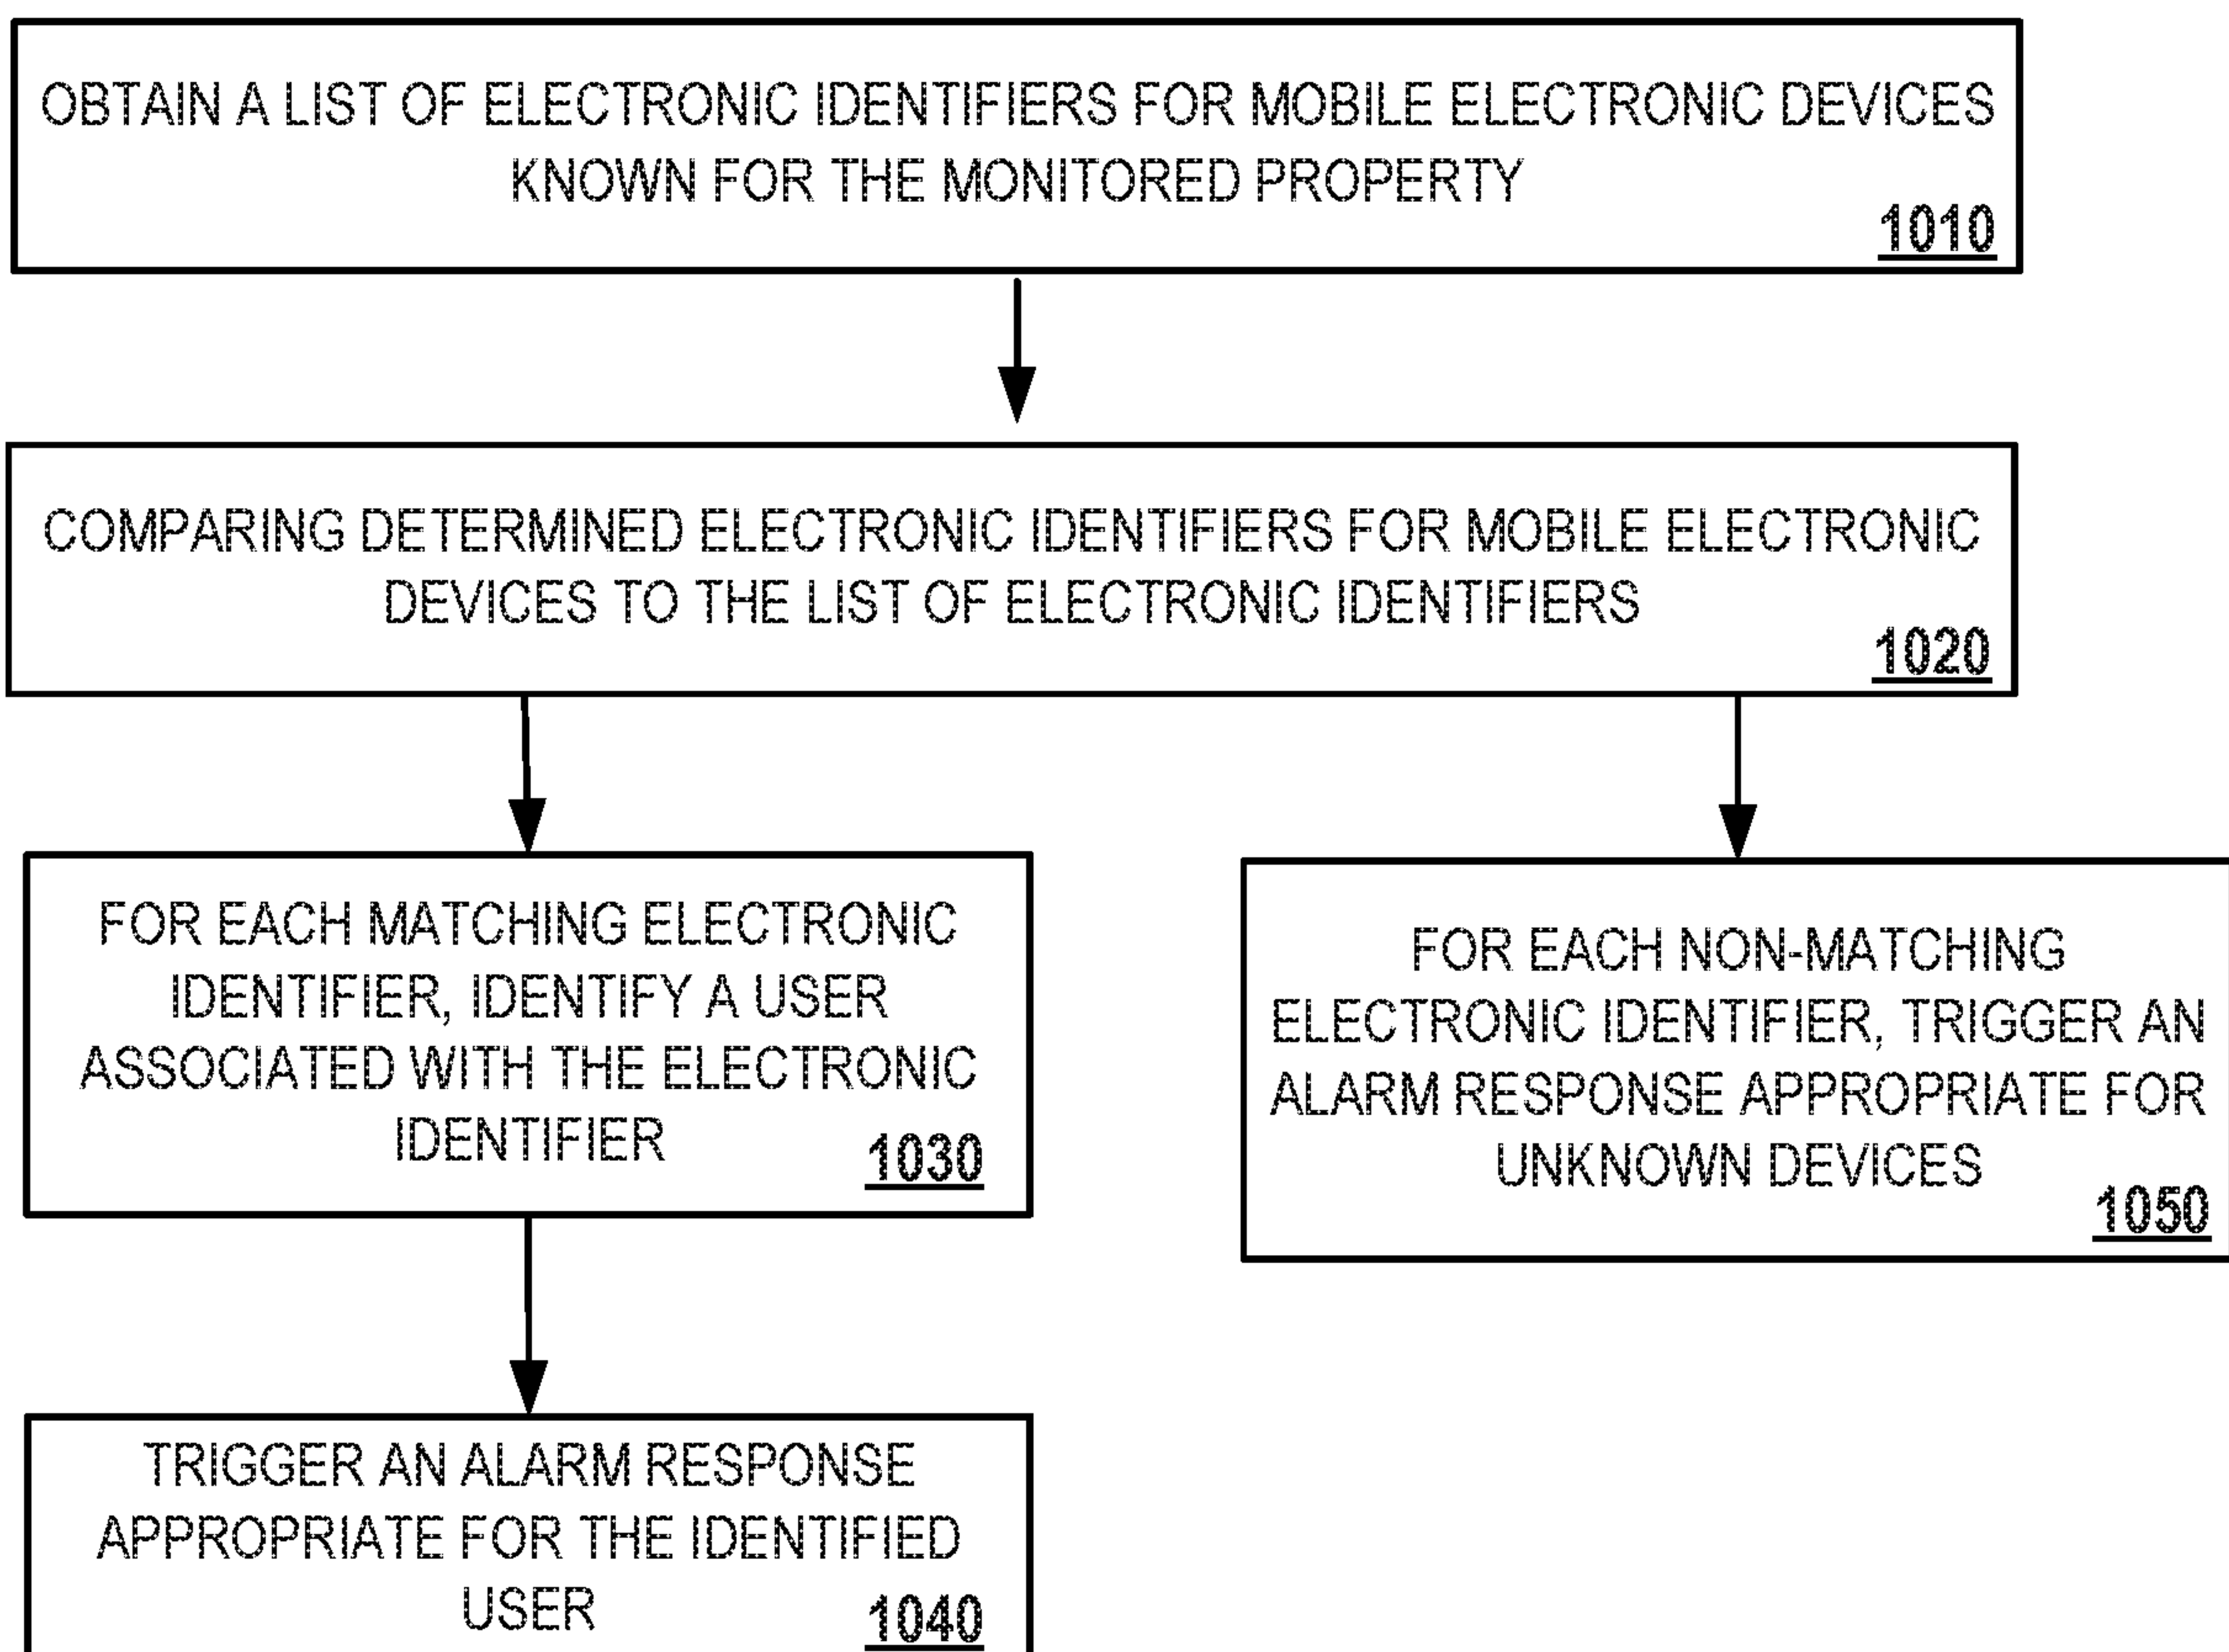 OBTAIN A LIST OF ELECTRONIC IDENTIFIERS FOR MOBILE ELECTRONIC DEVICES
KNOWN FOR THE MONITORED PROPERTY
1010
COMPARING DETERMINED ELECTRONIC IDENTIFIERS FOR MOBILE ELECTRONIC
DEVICES TO THE LIST OF ELECTRONIC IDENTIFIERS
1020
FOR EACH MATCHING ELECTRONIC
IDENTIFIER, IDENTIFY A USER
ASSOCIATED WITH THE ELECTRONIC
IDENTIFIER
1030
FOR EACH NON-MATCHING
ELECTRONIC IDENTIFIER, TRIGGER AN
ALARM RESPONSE APPROPRIATE FOR
UNKNOWN DEVICES
1050
TRIGGER AN ALARM RESPONSE
APPROPRIATE FOR THE IDENTIFIED
USER
1040